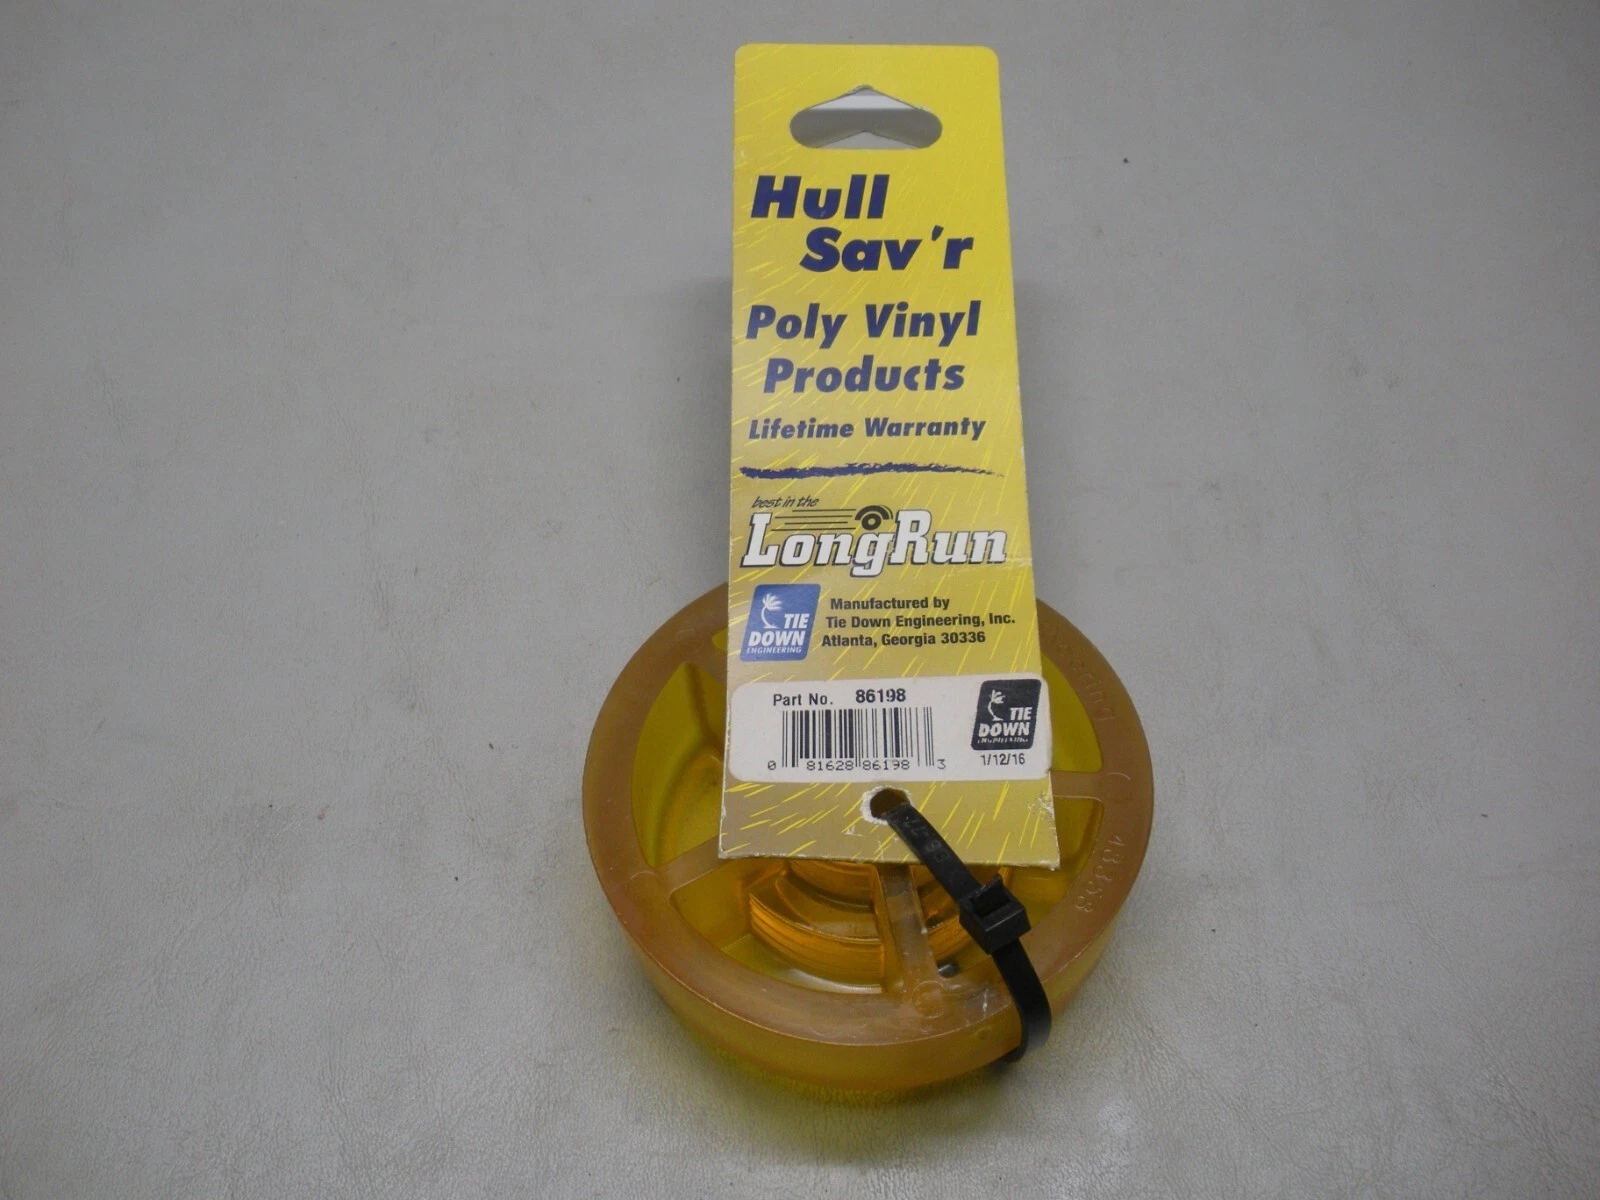 Hull
Sav'r
Poly Vinyl
Products
Lifetime Warranty
best in the
LongRun
TIE
DOWN
ENGINEERING
Manufactured by
Tie Down Engineering, Inc.
Atlanta, Georgia 30336
Part No. 86198
0 81628 86198 3
TIE
DOWN
ENGINEERING
1/12/16